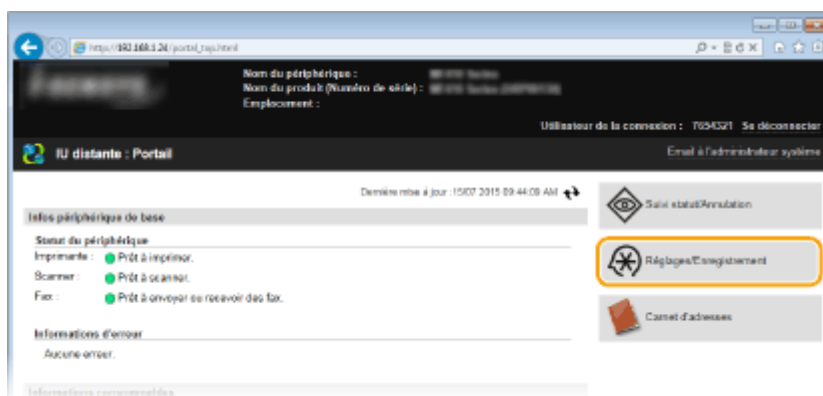 http://192.168.1.24/portal_top.html
Nom du périphérique :
Nom du produit (Numéro de série) :
Emplacement :
Utilisateur de la connexion : 7654321 Se déconnecter
IU distante : Portail
Email à l'administrateur système
Dernière mise à jour : 15/07 2015 09:44:09 AM
Infos périphérique de base
Statut du périphérique
Imprimante : Prêt à imprimer.
Scanner : Prêt à scanner.
Fax : Prêt à envoyer ou recevoir des fax.
Informations d'erreur
Aucune erreur.
Informations consommables
Suivi statut/Annulation
Réglages/Enregistrement
Carnet d'adresses